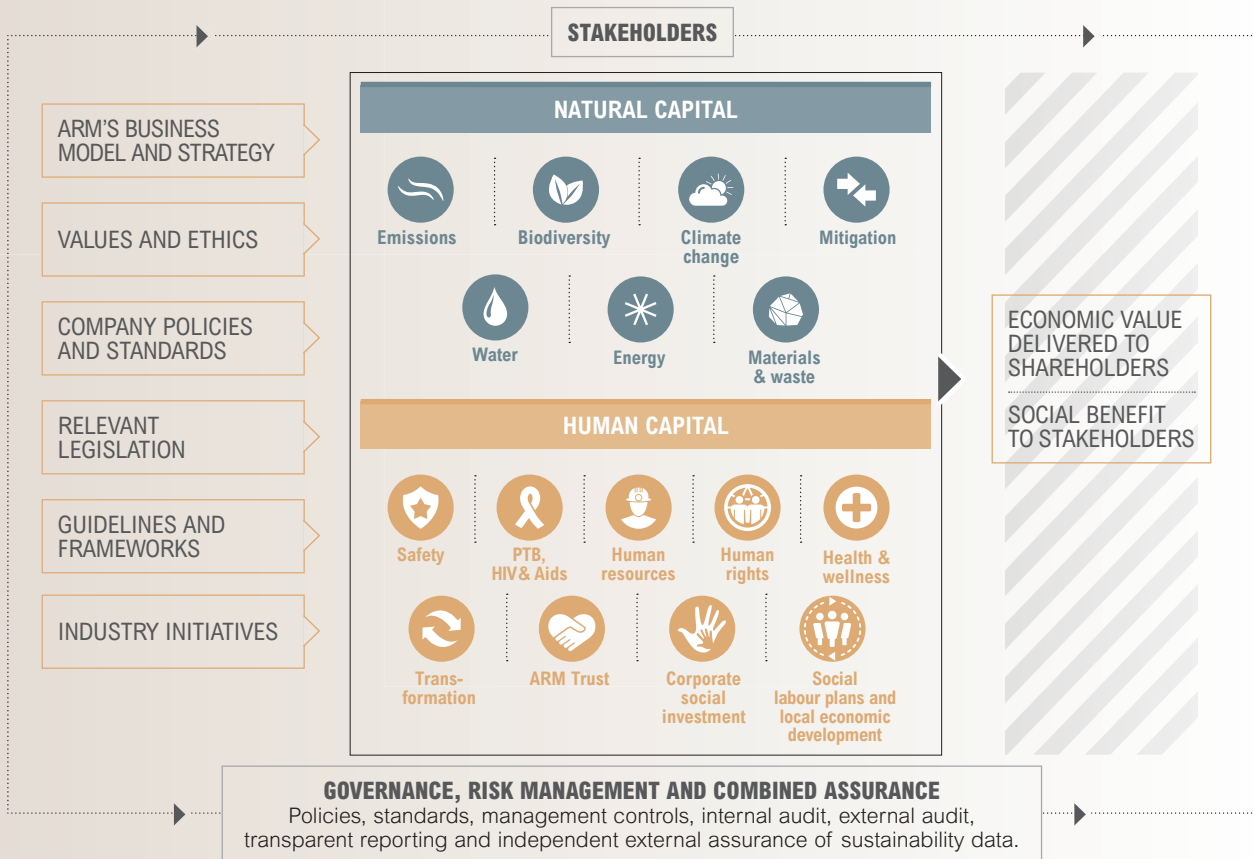 STAKEHOLDERS
ARM'S BUSINESS
MODEL AND STRATEGY
VALUES AND ETHICS
COMPANY POLICIES
AND STANDARDS
RELEVANT
LEGISLATION
GUIDELINES AND
FRAMEWORKS
INDUSTRY INITIATIVES
NATURAL CAPITAL
Emissions
Biodiversity
Climate
change
Mitigation
Water
Energy
Materials
& waste
HUMAN CAPITAL
Safety
PTB,
HIV& Aids
Human
resources
Human
rights
Health &
wellness
Trans-
formation
ARM Trust
Corporate
social
investment
Social
labour plans and
local economic
development
ECONOMIC VALUE
DELIVERED TO
SHAREHOLDERS
SOCIAL BENEFIT
TO STAKEHOLDERS
GOVERNANCE, RISK MANAGEMENT AND COMBINED ASSURANCE
Policies, standards, management controls, internal audit, external audit,
transparent reporting and independent external assurance of sustainability data.